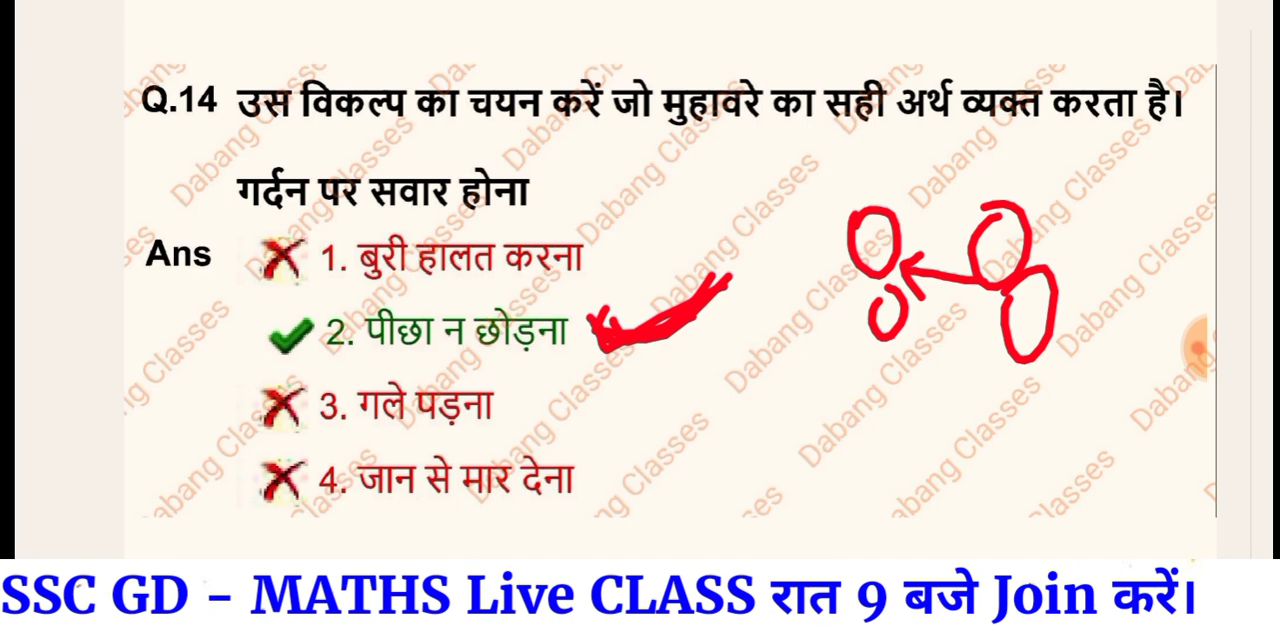 Q.14 उस विकल्प का चयन करें जो मुहावरे का सही अर्थ व्यक्त करता है।
गर्दन पर सवार होना
Ans 1. बुरी हालत करना
2. पीछा न छोड़ना
3. गले पड़ना
4. जान से मार देना
SSC GD - MATHS Live CLASS रात 9 बजे Join करें।